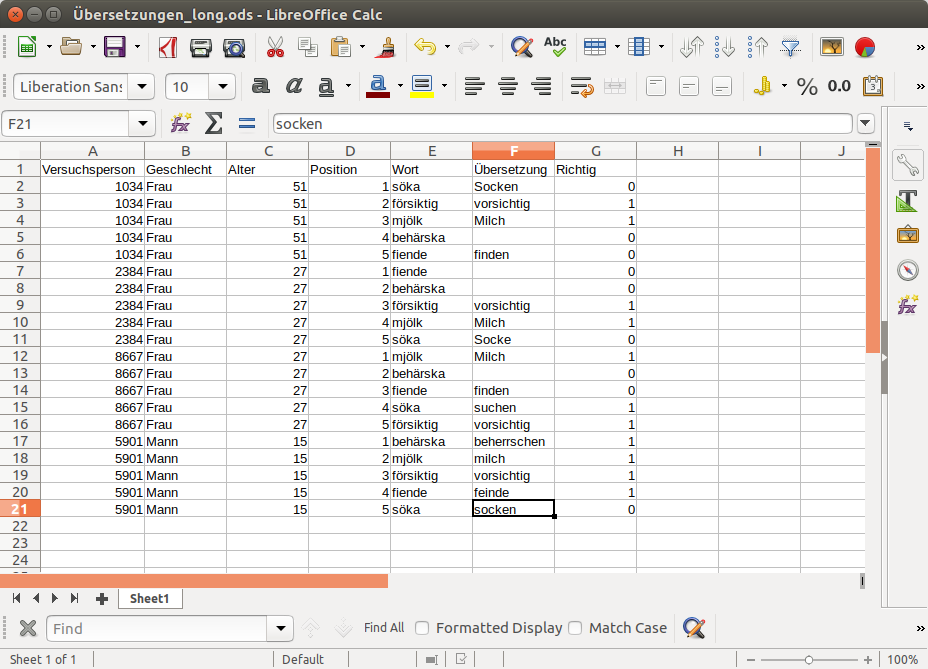 Übersetzungen_long.ods - LibreOffice Calc
Abc
Liberation Sans 10 a a a a % 0.0
F21 socken
A B C D E F G H I J
1 Versuchsperson Geschlecht Alter Position Wort Übersetzung Richtig
2 1034 Frau 51 1 söka Socken 0
3 1034 Frau 51 2 försiktig vorsichtig 1
4 1034 Frau 51 3 mjölk Milch 1
5 1034 Frau 51 4 behärska 0
6 1034 Frau 51 5 fiende finden 0
7 2384 Frau 27 1 fiende 0
8 2384 Frau 27 2 behärska 0
9 2384 Frau 27 3 försiktig vorsichtig 1
10 2384 Frau 27 4 mjölk Milch 1
11 2384 Frau 27 5 söka Socke 0
12 8667 Frau 27 1 mjölk Milch 1
13 8667 Frau 27 2 behärska 0
14 8667 Frau 27 3 fiende finden 0
15 8667 Frau 27 4 söka suchen 1
16 8667 Frau 27 5 försiktig vorsichtig 1
17 5901 Mann 15 1 behärska beherrschen 1
18 5901 Mann 15 2 mjölk milch 1
19 5901 Mann 15 3 försiktig vorsichtig 1
20 5901 Mann 15 4 fiende feinde 1
21 5901 Mann 15 5 söka socken 0
22
23
24
Sheet1
Find Find All Formatted Display Match Case
Sheet 1 of 1 Default 100%